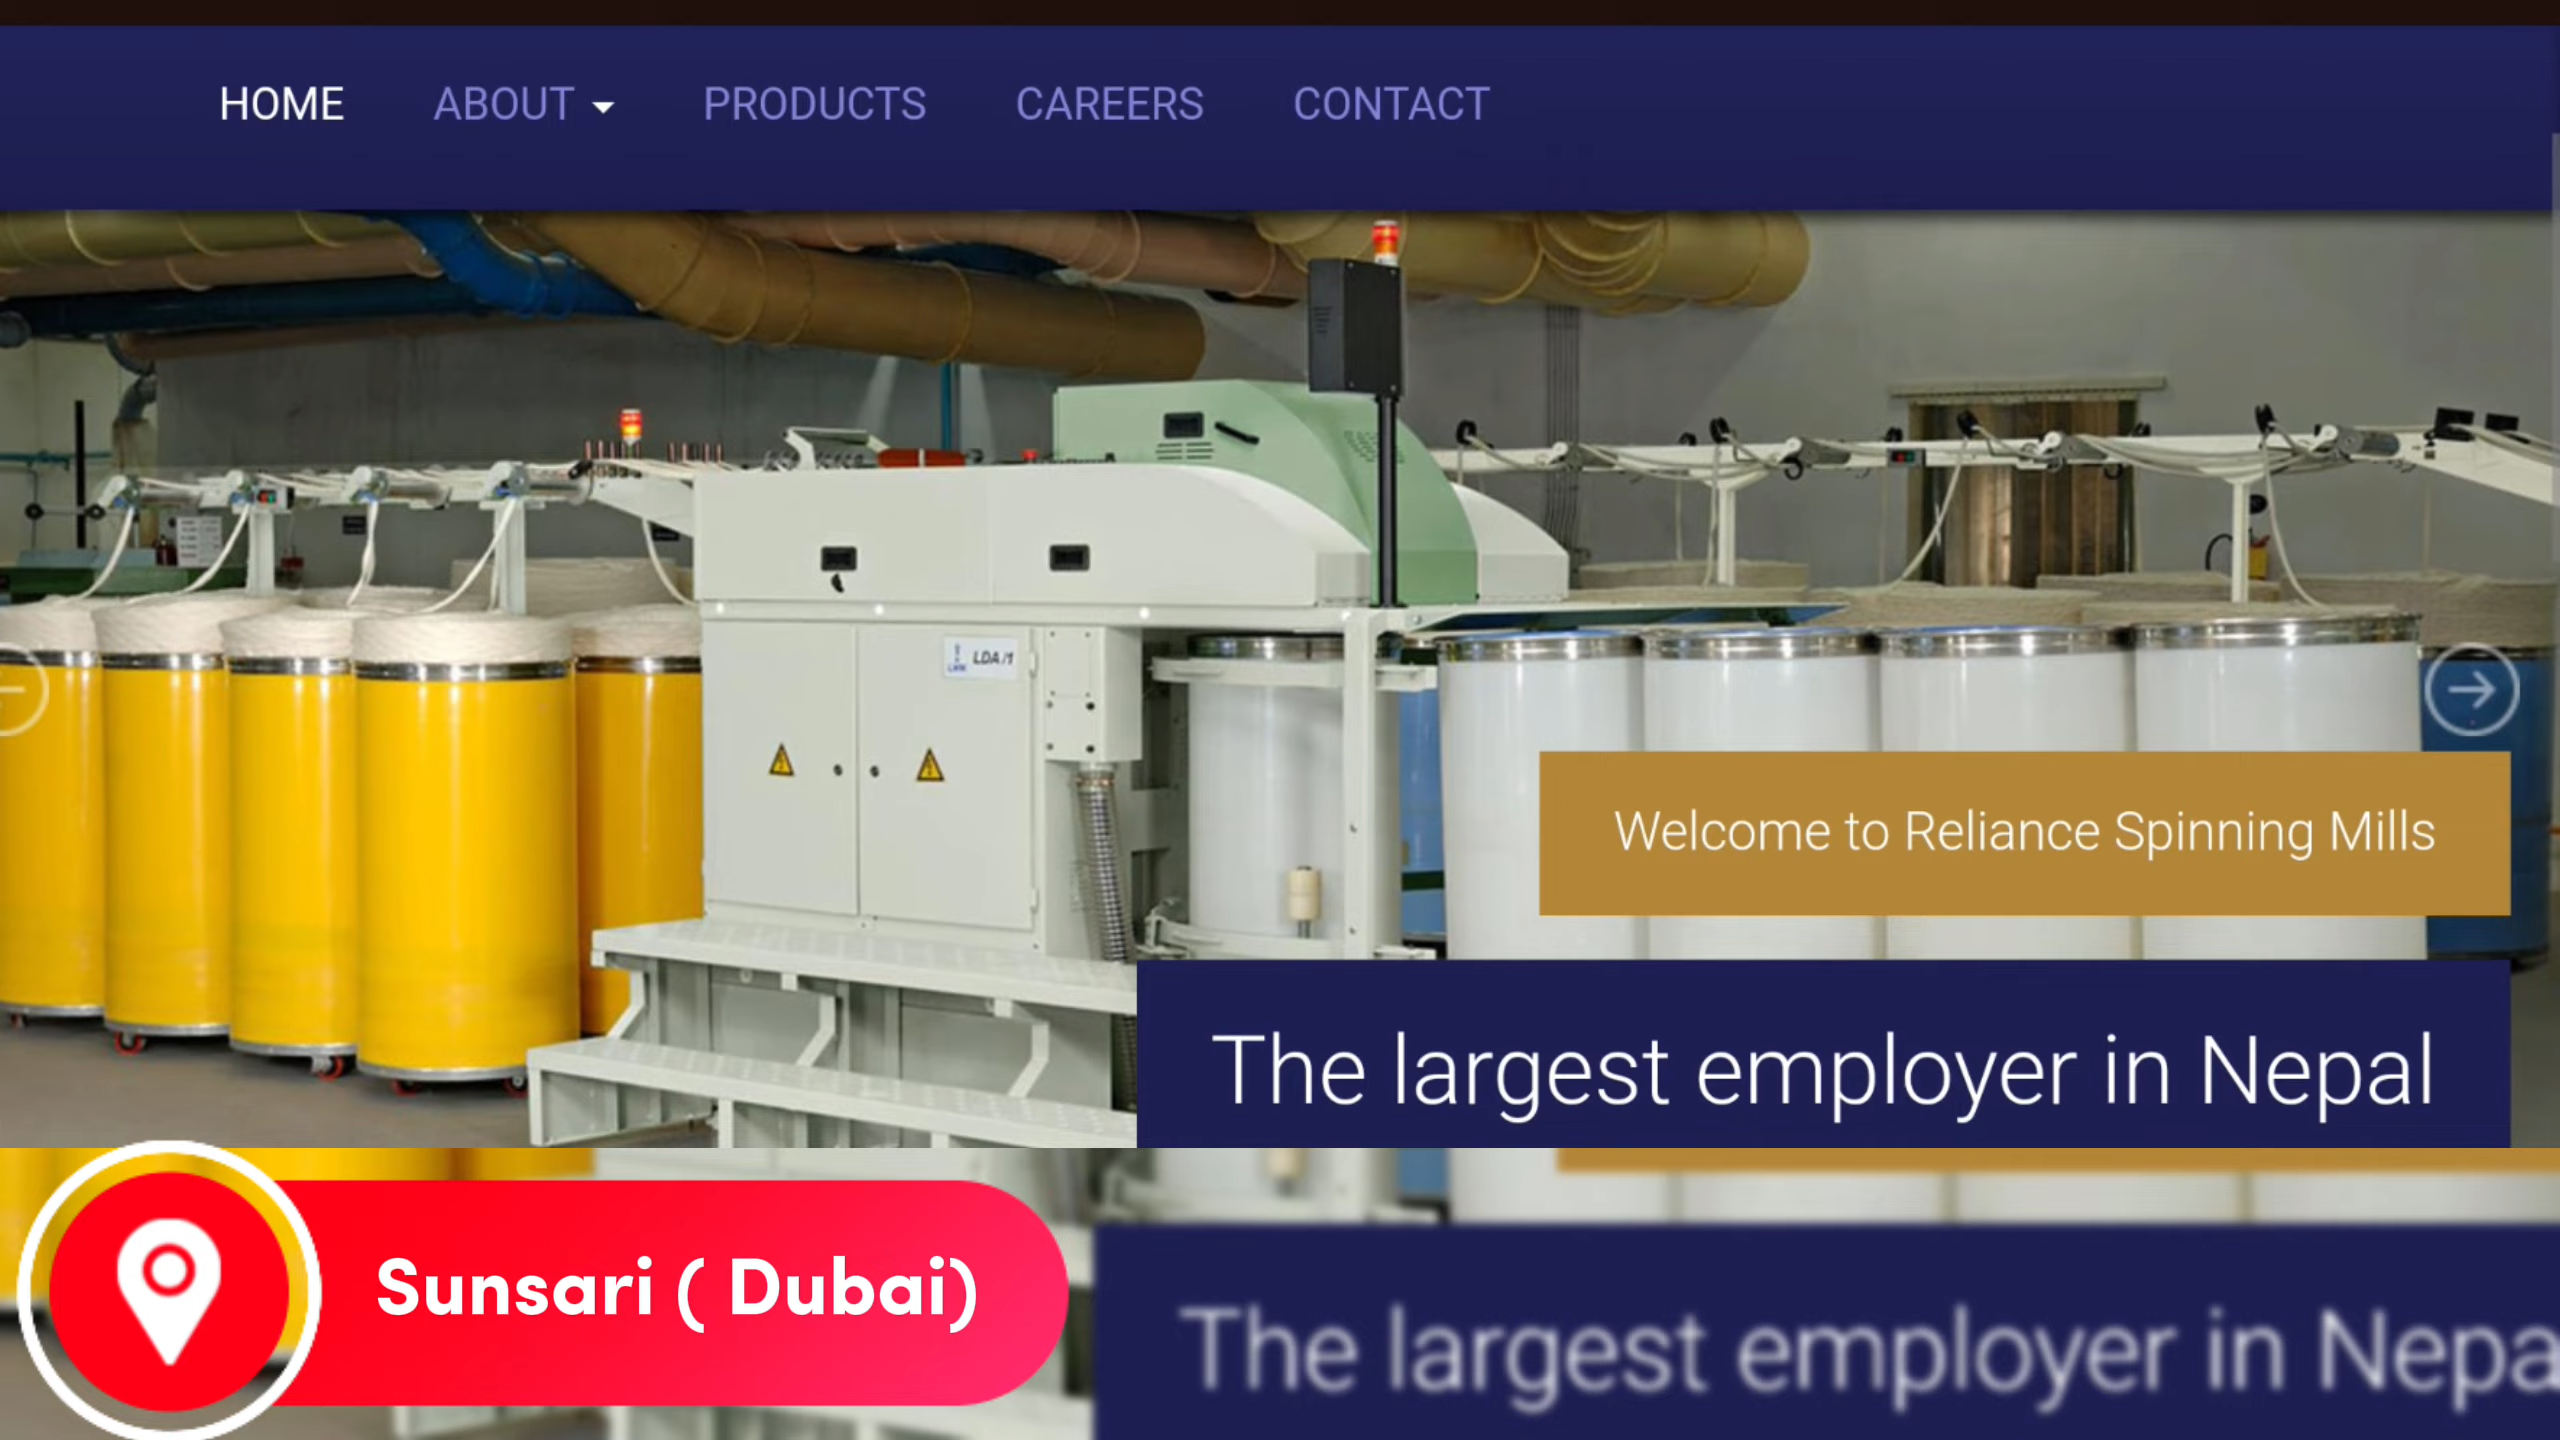 HOME ABOUT PRODUCTS CAREERS CONTACT
LDA/1
Welcome to Reliance Spinning Mills
The largest employer in Nepal
Sunsari ( Dubai)
The largest employer in Nepa